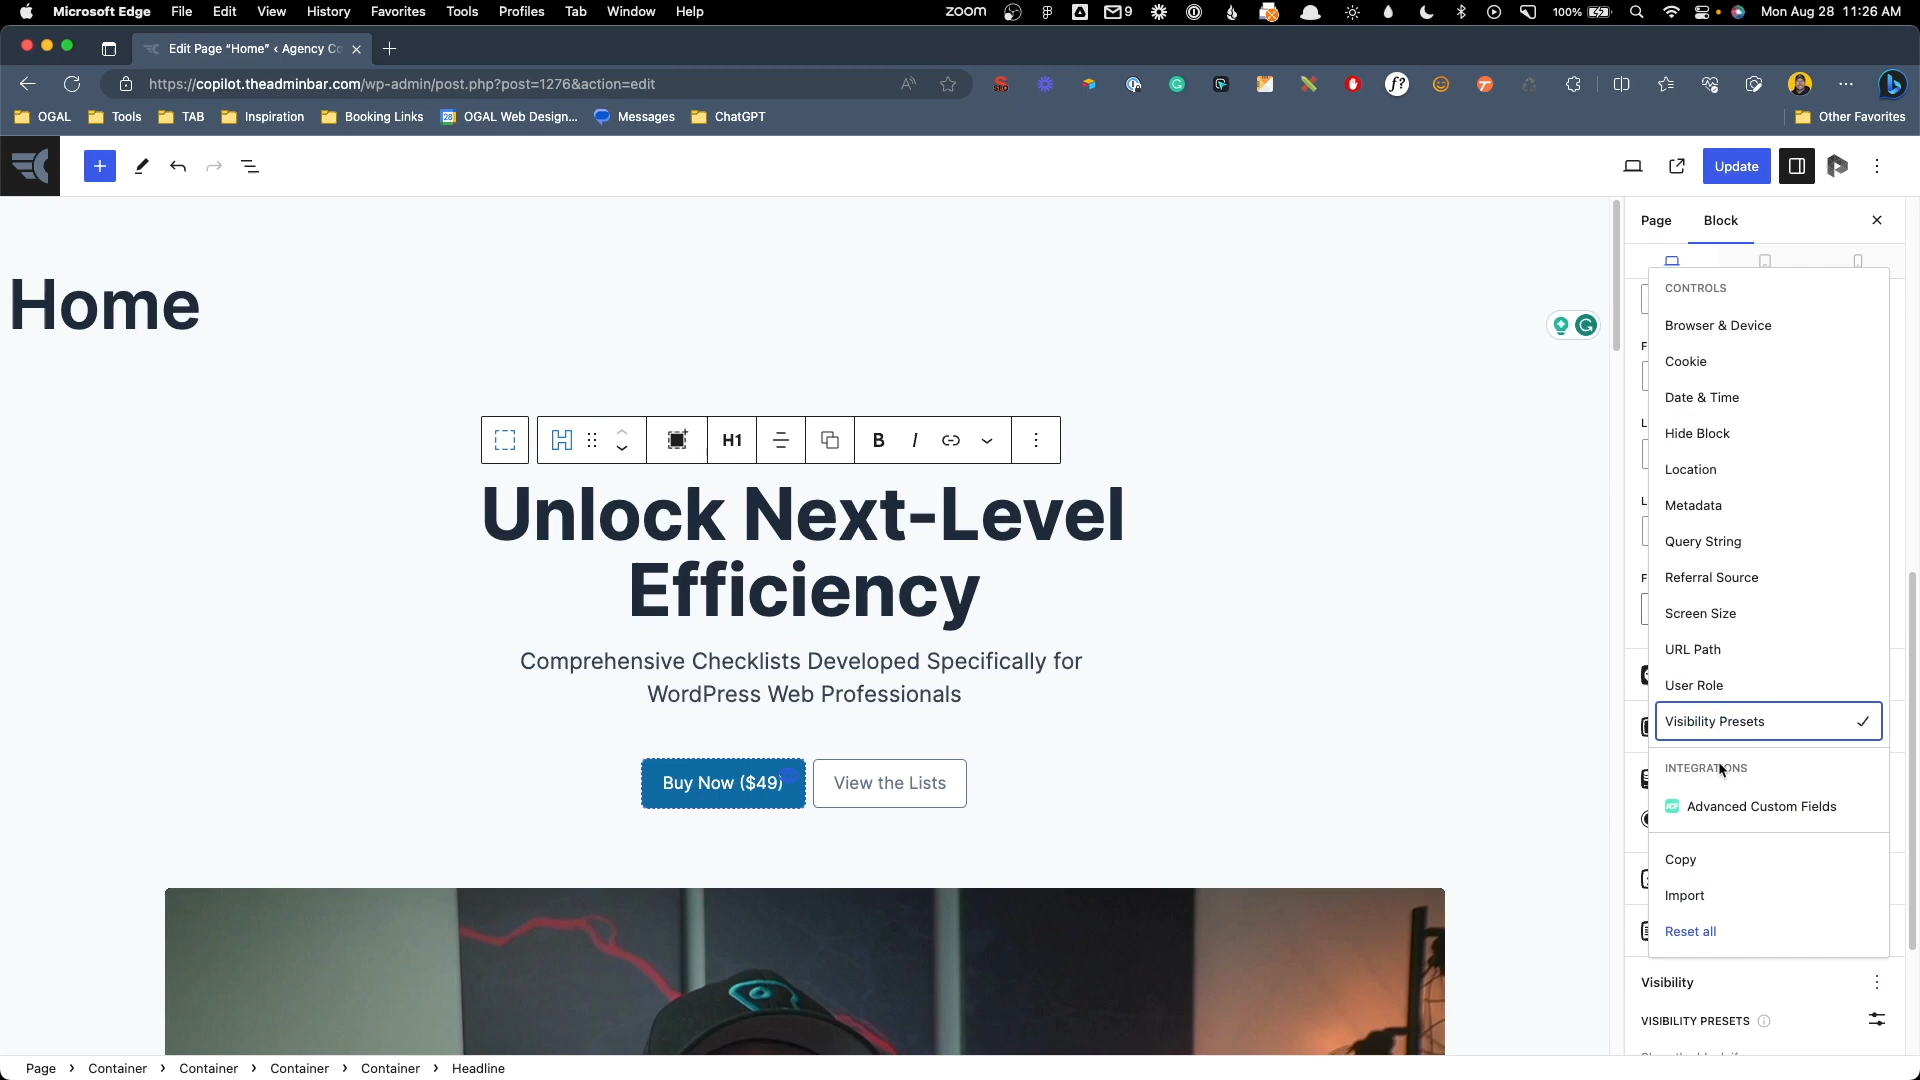 Microsoft Edge File Edit View History Favorites Tools Profiles Tab Window Help zoom 9 100% Mon Aug 28 11:26 AM
Edit Page “Home” ‹ Agency Co
https://copilot.theadminbar.com/wp-admin/post.php?post=1276&action=edit
OGAL Tools TAB Inspiration Booking Links 28 OGAL Web Design... Messages ChatGPT Other Favorites
Update
Page Block
Home
H1 B I
Unlock Next-Level
Efficiency
Comprehensive Checklists Developed Specifically for
WordPress Web Professionals
Buy Now ($49)
View the Lists
CONTROLS
Browser & Device
Cookie
Date & Time
Hide Block
Location
Metadata
Query String
Referral Source
Screen Size
URL Path
User Role
Visibility Presets
INTEGRATIONS
Advanced Custom Fields
Copy
Import
Reset all
Visibility
VISIBILITY PRESETS
Page › Container › Container › Container › Container › Headline